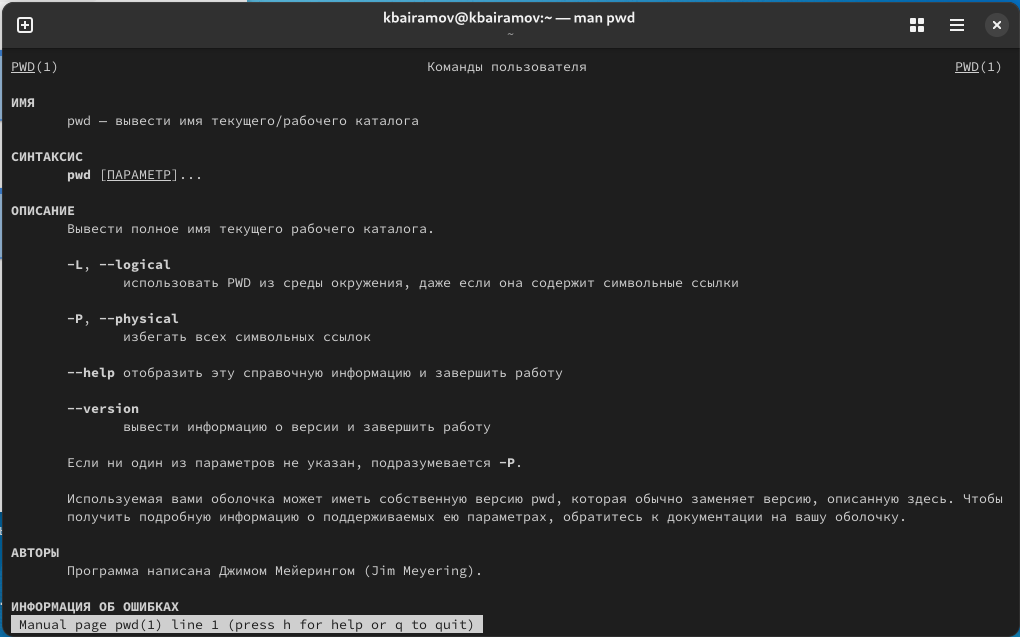 kbairamov@kbairamov:~ — man pwd
~
PWD(1) Команды пользователя PWD(1)
ИМЯ
pwd — вывести имя текущего/рабочего каталога
СИНТАКСИС
pwd [ПАРАМЕТР]...
ОПИСАНИЕ
Вывести полное имя текущего рабочего каталога.
-L, --logical
использовать PWD из среды окружения, даже если она содержит символьные ссылки
-P, --physical
избегать всех символьных ссылок
--help отобразить эту справочную информацию и завершить работу
--version
вывести информацию о версии и завершить работу
Если ни один из параметров не указан, подразумевается -P.
Используемая вами оболочка может иметь собственную версию pwd, которая обычно заменяет версию, описанную здесь. Чтобы
получить подробную информацию о поддерживаемых ею параметрах, обратитесь к документации на вашу оболочку.
АВТОРЫ
Программа написана Джимом Мейерингом (Jim Meyering).
ИНФОРМАЦИЯ ОБ ОШИБКАХ
Manual page pwd(1) line 1 (press h for help or q to quit)